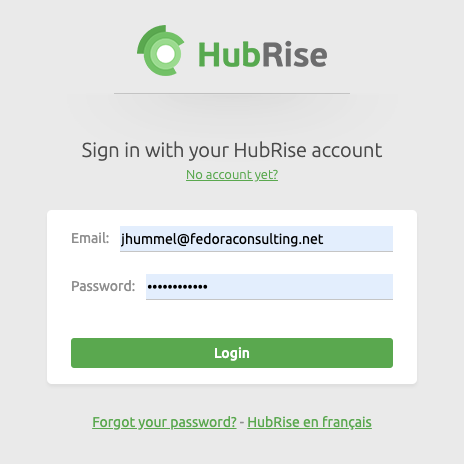 HubRise
Sign in with your HubRise account
No account yet?
Email: jhummel@fedoraconsulting.net
Password: ••••••••••••
Login
Forgot your password? - HubRise en français